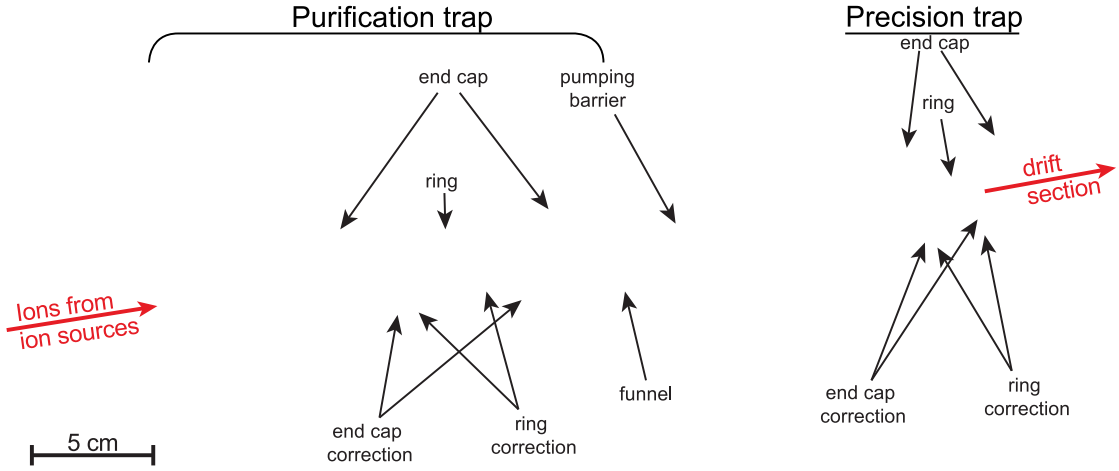 Purification trap
Precision trap
end cap
pumping
barrier
ring
end cap
ring
drift
section
Ions from
ion sources
5 cm
end cap
correction
ring
correction
funnel
end cap
correction
ring
correction